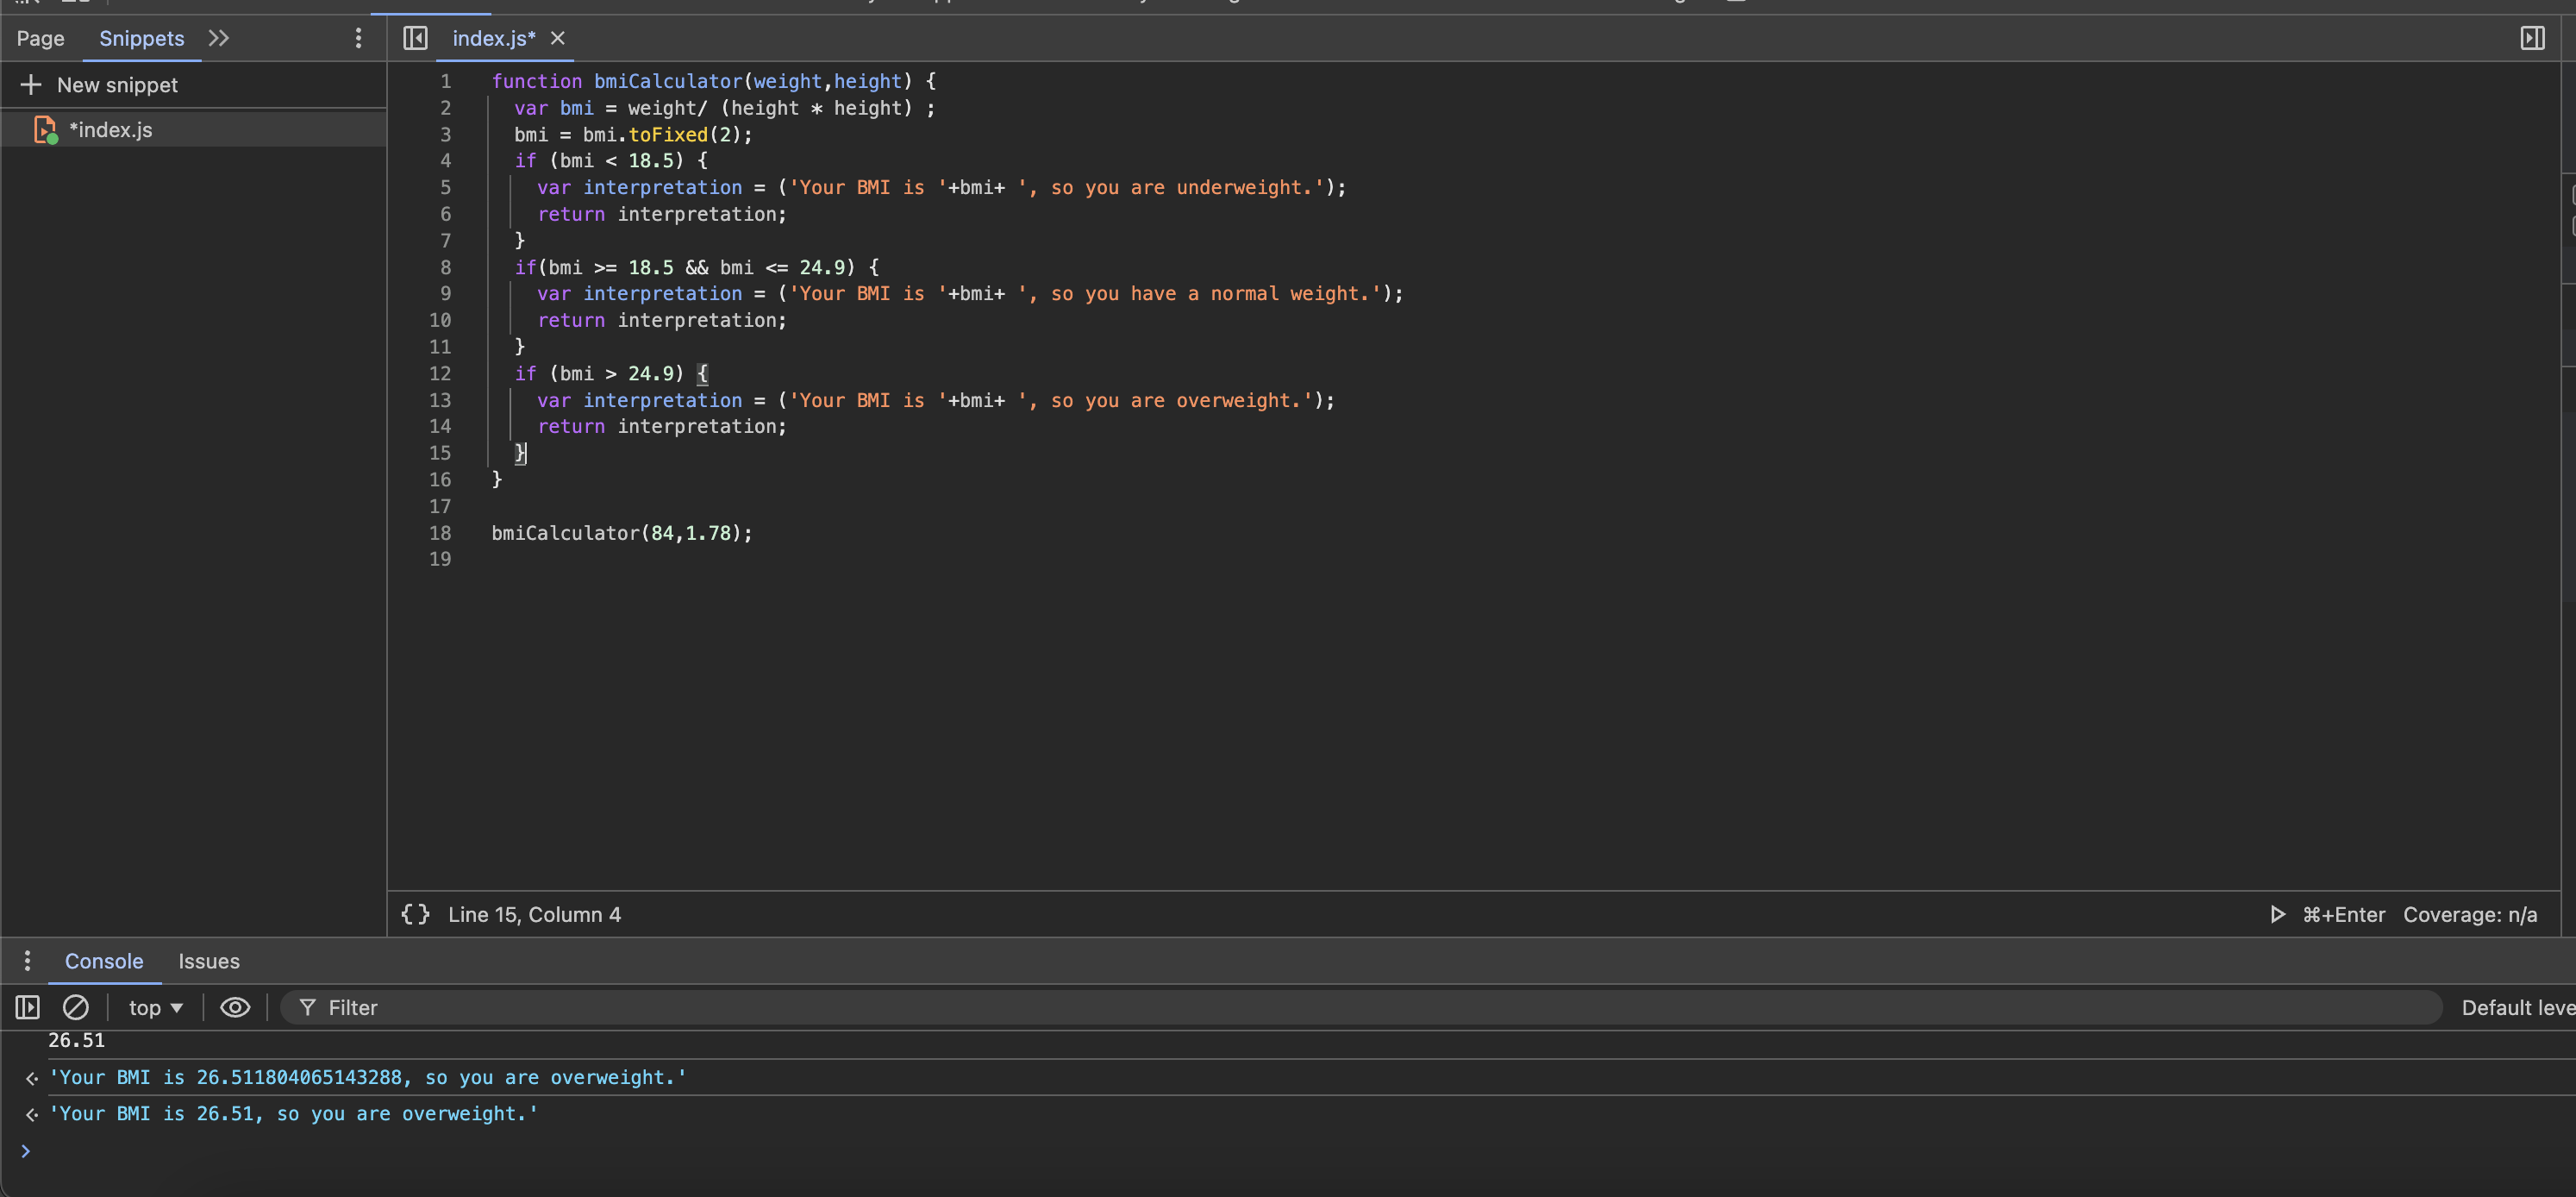 Page Snippets
index.js*
New snippet
*index.js
1 function bmiCalculator(weight,height) {
2 var bmi = weight/ (height * height) ;
3 bmi = bmi.toFixed(2);
4 if (bmi < 18.5) {
5 var interpretation = ('Your BMI is '+bmi+ ', so you are underweight.');
6 return interpretation;
7 }
8 if(bmi >= 18.5 && bmi <= 24.9) {
9 var interpretation = ('Your BMI is '+bmi+ ', so you have a normal weight.');
10 return interpretation;
11 }
12 if (bmi > 24.9) {
13 var interpretation = ('Your BMI is '+bmi+ ', so you are overweight.');
14 return interpretation;
15 }
16 }
17
18 bmiCalculator(84,1.78);
19
{} Line 15, Column 4 ⌘+Enter Coverage: n/a
Console Issues
top Filter Default leve
26.51
'Your BMI is 26.511804065143288, so you are overweight.'
'Your BMI is 26.51, so you are overweight.'